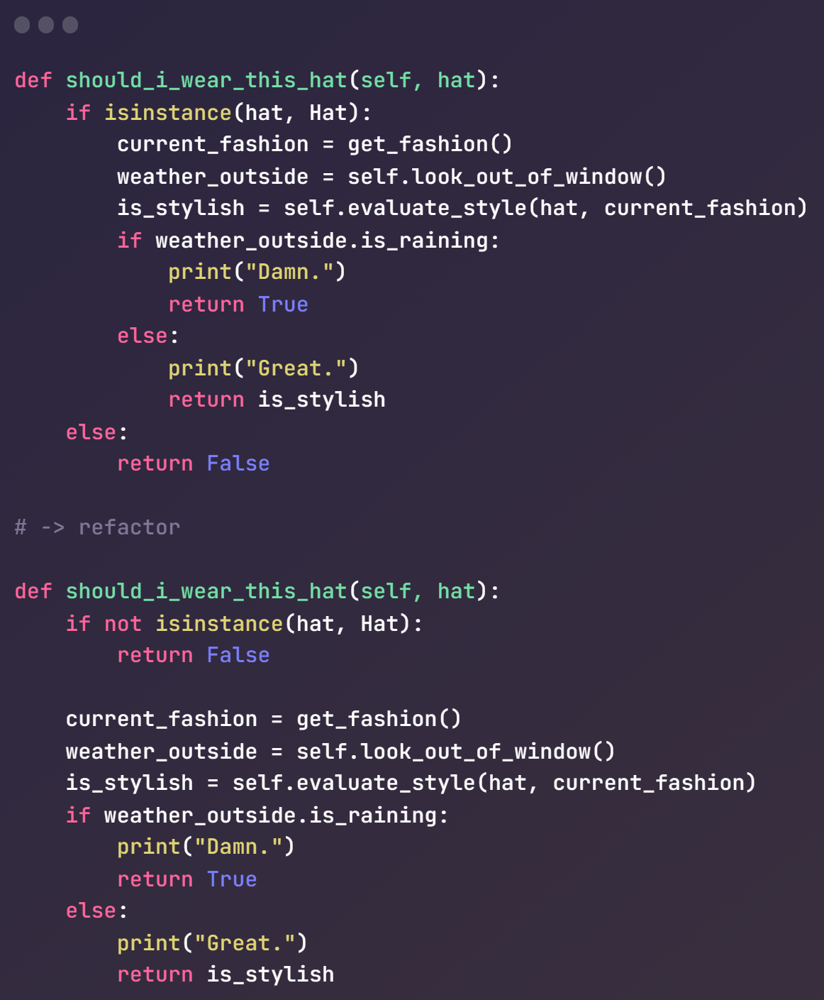 def should_i_wear_this_hat(self, hat):
    if isinstance(hat, Hat):
        current_fashion = get_fashion()
        weather_outside = self.look_out_of_window()
        is_stylish = self.evaluate_style(hat, current_fashion)
        if weather_outside.is_raining:
            print("Damn.")
            return True
        else:
            print("Great.")
            return is_stylish
    else:
        return False

# -> refactor

def should_i_wear_this_hat(self, hat):
    if not isinstance(hat, Hat):
        return False

    current_fashion = get_fashion()
    weather_outside = self.look_out_of_window()
    is_stylish = self.evaluate_style(hat, current_fashion)
    if weather_outside.is_raining:
        print("Damn.")
        return True
    else:
        print("Great.")
        return is_stylish